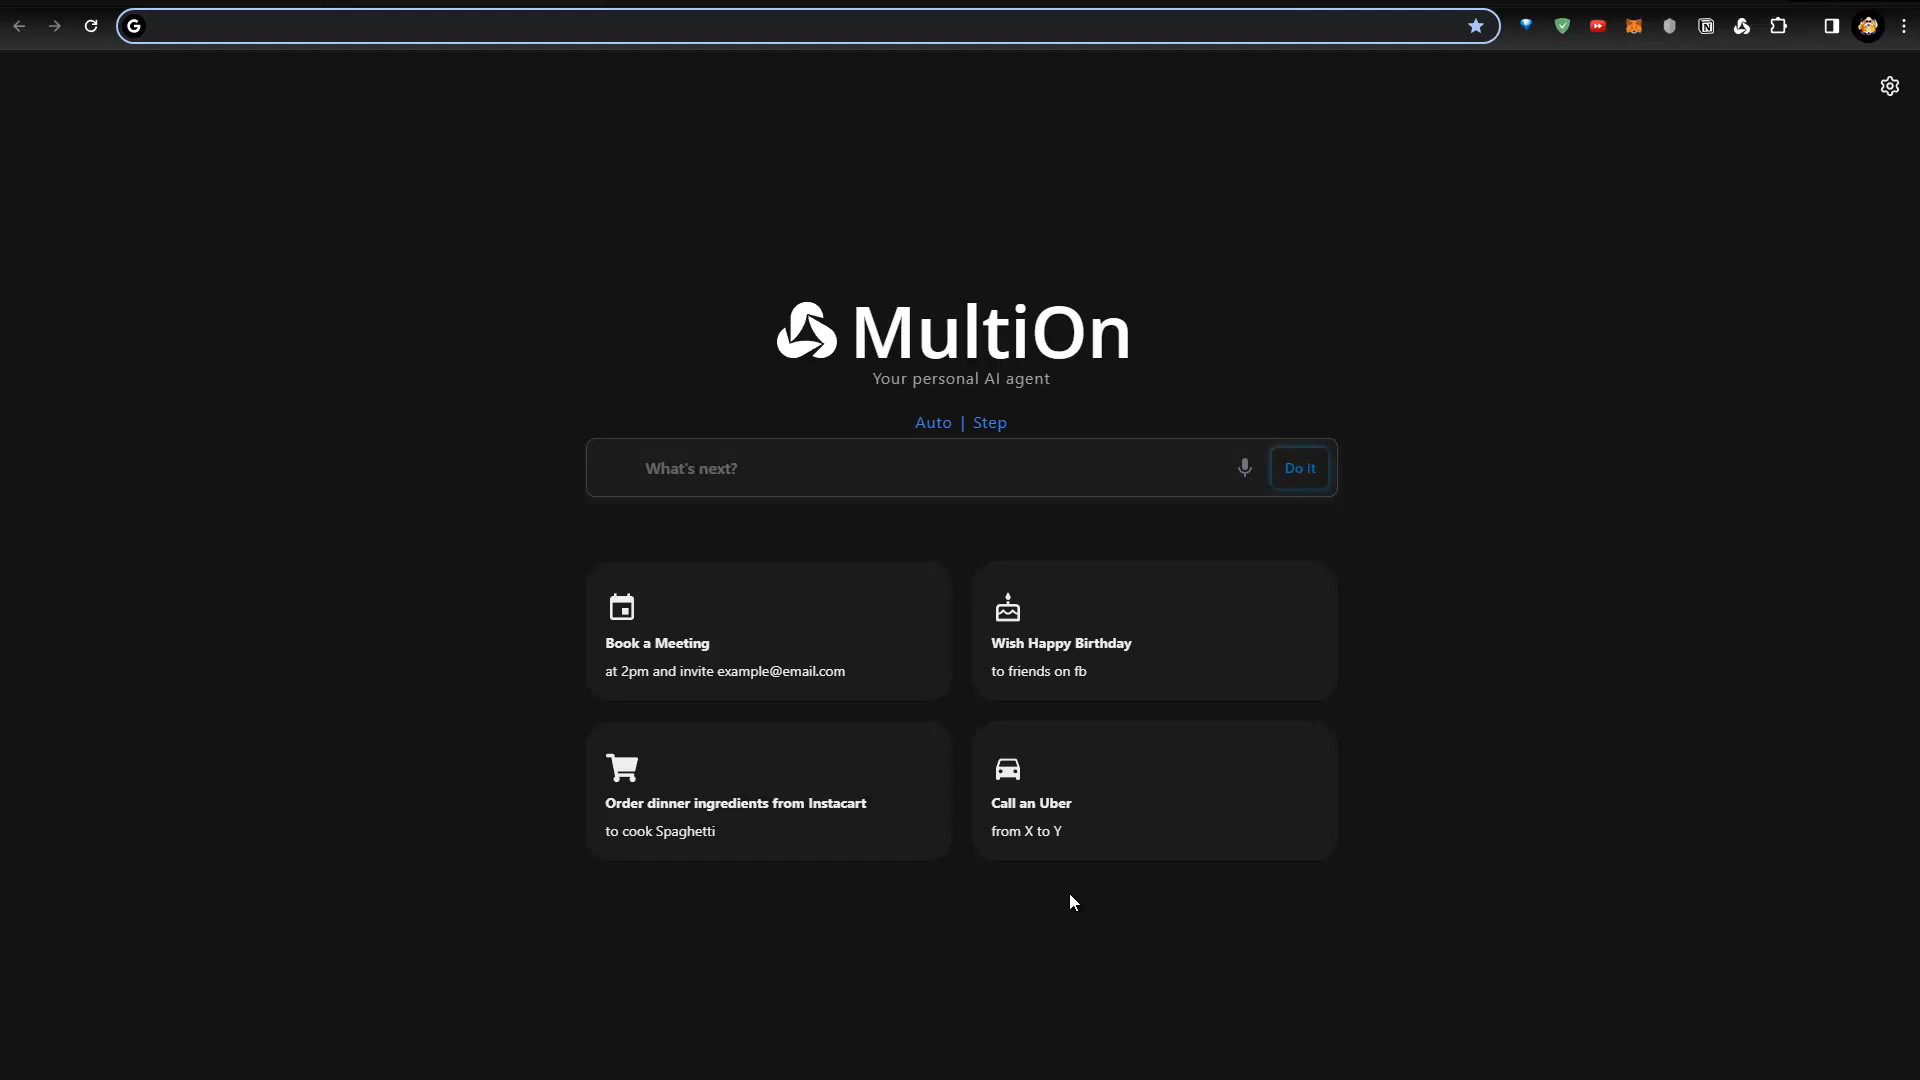 MultiOn
Your personal AI agent
Auto | Step
What's next?
Do it
Book a Meeting
at 2pm and invite example@email.com
Wish Happy Birthday
to friends on fb
Order dinner ingredients from Instacart
to cook Spaghetti
Call an Uber
from X to Y